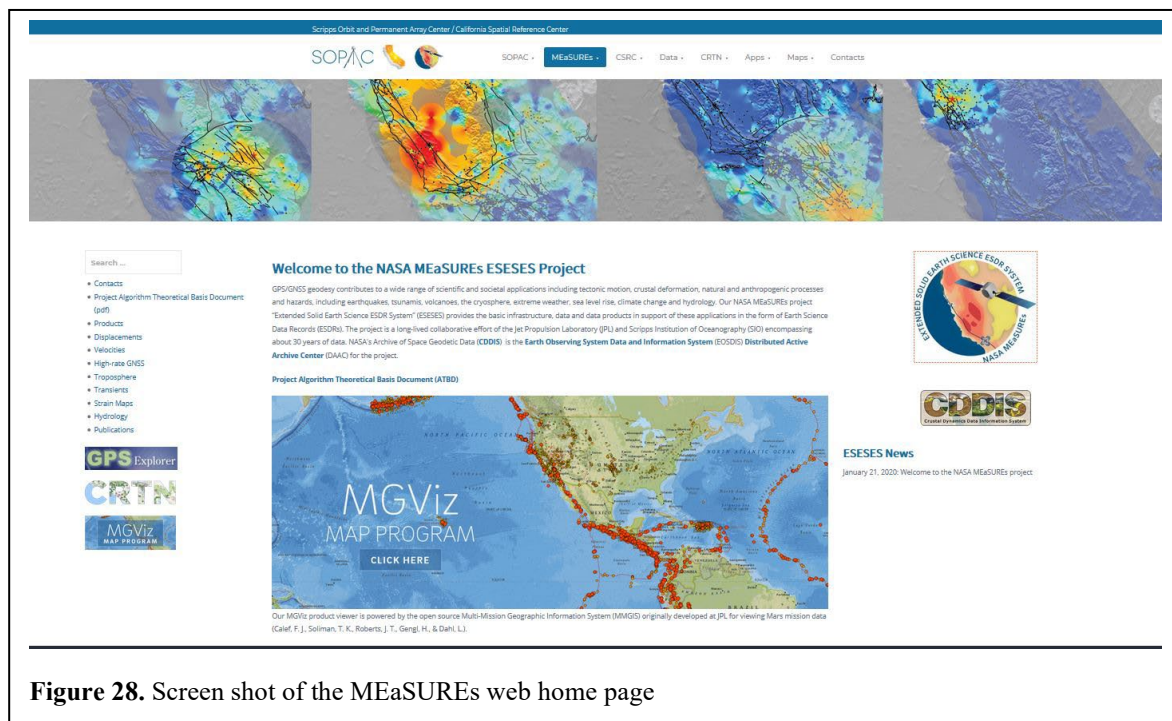 Scripps Orbit and Permanent Array Center / California Spatial Reference Center
SOPAC
SOPAC
MEaSUREs
CSRC
Data
CRTN
Apps
Maps
Contacts
Search ...
Contacts
Project Algorithm Theoretical Basis Document
(pdf)
Products
Displacements
Velocities
High-rate GNSS
Troposphere
Transients
Strain Maps
Hydrology
Publications
GPS Explorer
CRTN
MGViz
MAP PROGRAM
Welcome to the NASA MEaSUREs ESESES Project
GPS/GNSS geodesy contributes to a wide range of scientific and societal applications including tectonic motion, crustal deformation, natural and anthropogenic processes
and hazards, including earthquakes, tsunamis, volcanoes, the cryosphere, extreme weather, sea level rise, climate change and hydrology. Our NASA MEaSUREs project
"Extended Solid Earth Science ESDR System" (ESESES) provides the basic infrastructure, data and data products in support of these applications in the form of Earth Science
Data Records (ESDRs). The project is a long-lived collaborative effort of the Jet Propulsion Laboratory (JPL) and Scripps Institution of Oceanography (SIO) encompassing
about 30 years of data. NASA's Archive of Space Geodetic Data (CDDIS) is the Earth Observing System Data and Information System (EOSDIS) Distributed Active
Archive Center (DAAC) for the project.
Project Algorithm Theoretical Basis Document (ATBD)
NORTH PACIFIC OCEAN
NORTH ATLANTIC OCEAN
MEXICO
BRAZIL
MGViz
MAP PROGRAM
CLICK HERE
Our MGViz product viewer is powered by the open source Multi-Mission Geographic Information System (MMGIS) originally developed at JPL for viewing Mars mission data
(Calef, F. J., Soliman, T. K., Roberts, J. T., Gengl, H., & Dahl, L.).
EXTENDED SOLID EARTH SCIENCE ESDR SYSTEM
NASA MEaSUREs
CDDIS
Crustal Dynamics Data Information System
ESESES News
January 21, 2020: Welcome to the NASA MEaSUREs project
Figure 28. Screen shot of the MEaSUREs web home page